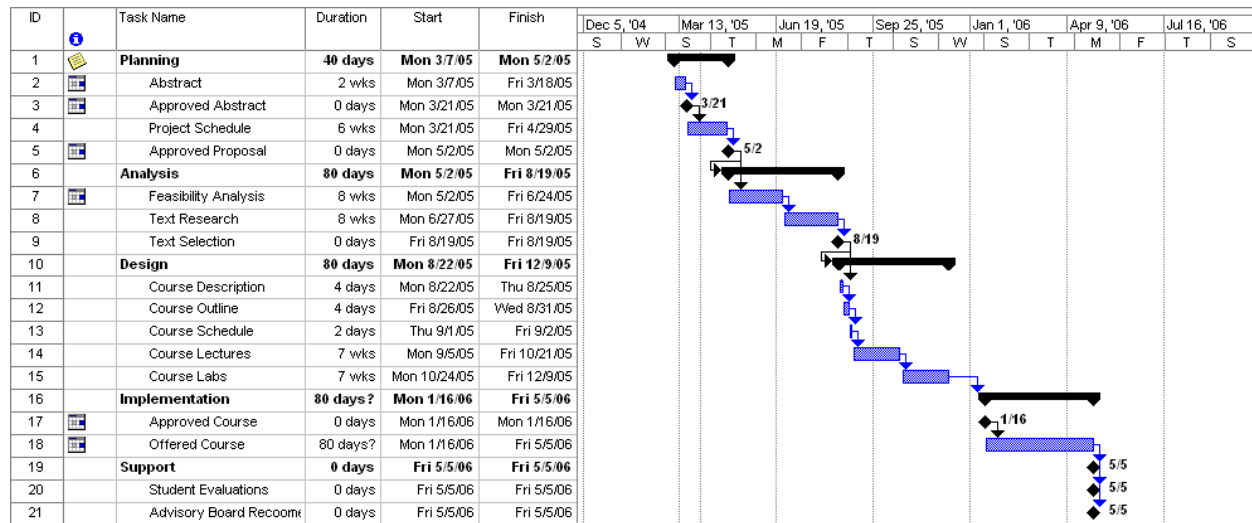 ID Task Name Duration Start Finish Dec 5, '04 Mar 13, '05 Jun 19, '05 Sep 25, '05 Jan 1, '06 Apr 9, '06 Jul 16, '06
S W S T M F T S W S T M F T S
1 Planning 40 days Mon 3/7/05 Mon 5/2/05
2 Abstract 2 wks Mon 3/7/05 Fri 3/18/05
3 Approved Abstract 0 days Mon 3/21/05 Mon 3/21/05 3/21
4 Project Schedule 6 wks Mon 3/21/05 Fri 4/29/05
5 Approved Proposal 0 days Mon 5/2/05 Mon 5/2/05 5/2
6 Analysis 80 days Mon 5/2/05 Fri 8/19/05
7 Feasibility Analysis 8 wks Mon 5/2/05 Fri 6/24/05
8 Text Research 8 wks Mon 6/27/05 Fri 8/19/05
9 Text Selection 0 days Fri 8/19/05 Fri 8/19/05 8/19
10 Design 80 days Mon 8/22/05 Fri 12/9/05
11 Course Description 4 days Mon 8/22/05 Thu 8/25/05
12 Course Outline 4 days Fri 8/26/05 Wed 8/31/05
13 Course Schedule 2 days Thu 9/1/05 Fri 9/2/05
14 Course Lectures 7 wks Mon 9/5/05 Fri 10/21/05
15 Course Labs 7 wks Mon 10/24/05 Fri 12/9/05
16 Implementation 80 days? Mon 1/16/06 Fri 5/5/06
17 Approved Course 0 days Mon 1/16/06 Mon 1/16/06 1/16
18 Offered Course 80 days? Mon 1/16/06 Fri 5/5/06
19 Support 0 days Fri 5/5/06 Fri 5/5/06 5/5
20 Student Evaluations 0 days Fri 5/5/06 Fri 5/5/06 5/5
21 Advisory Board Recoome 0 days Fri 5/5/06 Fri 5/5/06 5/5